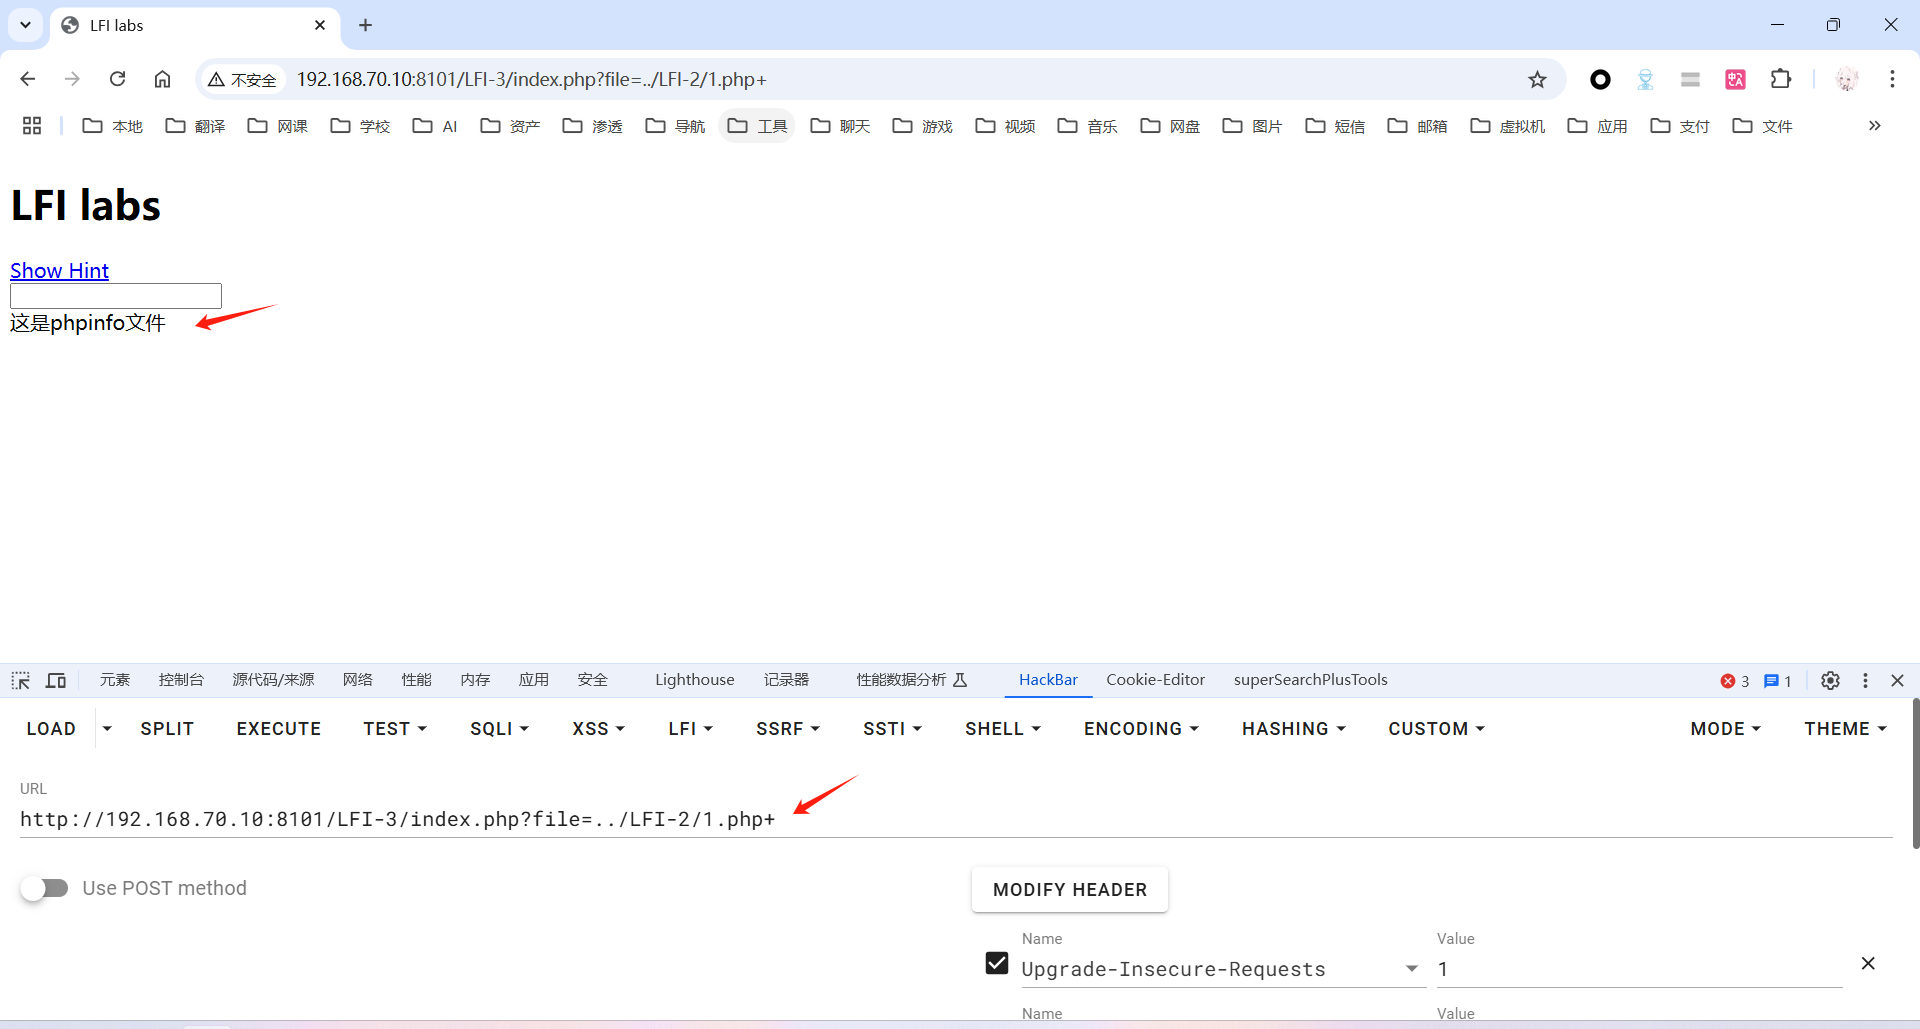 LFI labs
不安全 192.168.70.10:8101/LFI-3/index.php?file=../LFI-2/1.php+
本地 翻译 网课 学校 AI 资产 渗透 导航 工具 聊天 游戏 视频 音乐 网盘 图片 短信 邮箱 虚拟机 应用 支付 文件
LFI labs
Show Hint
这是phpinfo文件
元素 控制台 源代码/来源 网络 性能 内存 应用 安全 Lighthouse 记录器 性能数据分析 HackBar Cookie-Editor superSearchPlusTools 3 1
LOAD SPLIT EXECUTE TEST SQLI XSS LFI SSRF SSTI SHELL ENCODING HASHING CUSTOM MODE THEME
URL
http://192.168.70.10:8101/LFI-3/index.php?file=../LFI-2/1.php+
Use POST method
MODIFY HEADER
Name Value
Upgrade-Insecure-Requests 1
Name Value